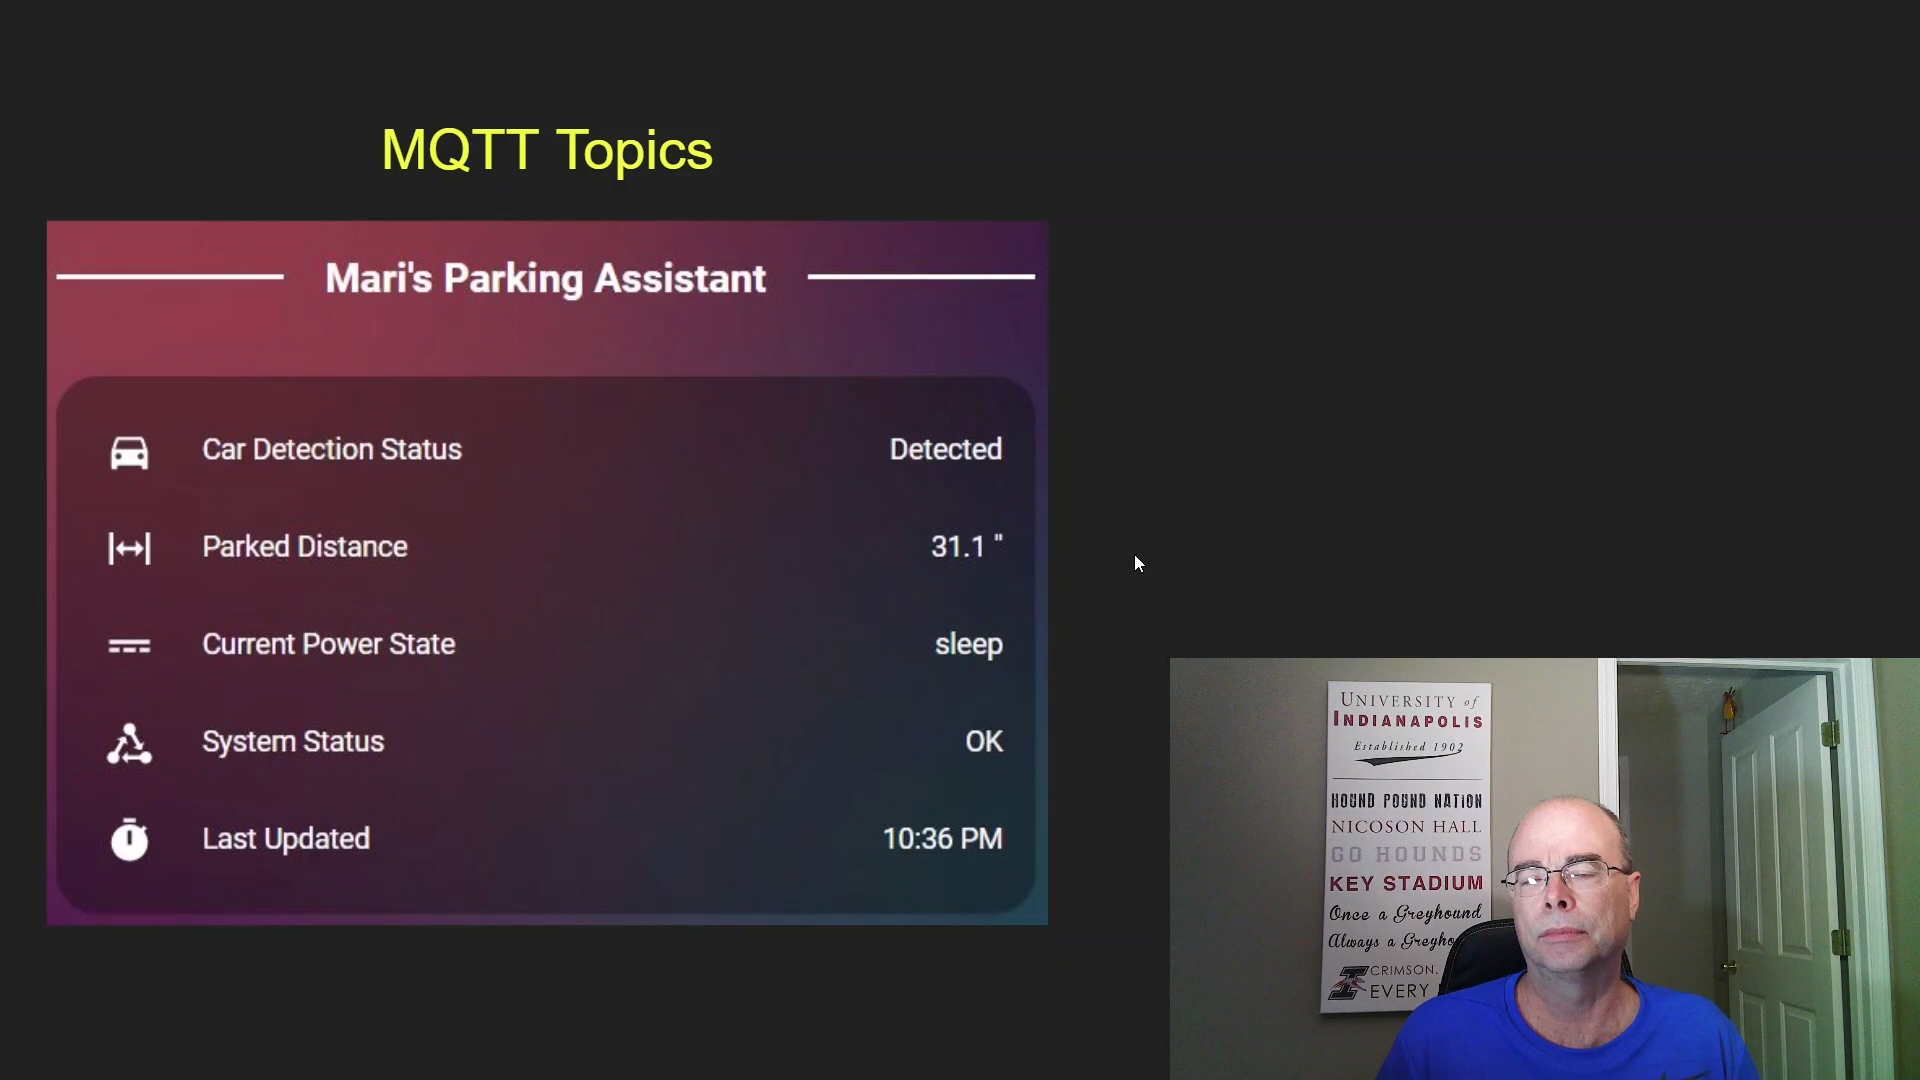 MQTT Topics
Mari's Parking Assistant
Car Detection Status Detected
Parked Distance 31.1 "
Current Power State sleep
System Status OK
Last Updated 10:36 PM
UNIVERSITY of
INDIANAPOLIS
Established 1902
HOUND POUND NATION
NICOSON HALL
GO HOUNDS
KEY STADIUM
Once a Greyhound
Always a Greyho
CRIMSON.
EVERY